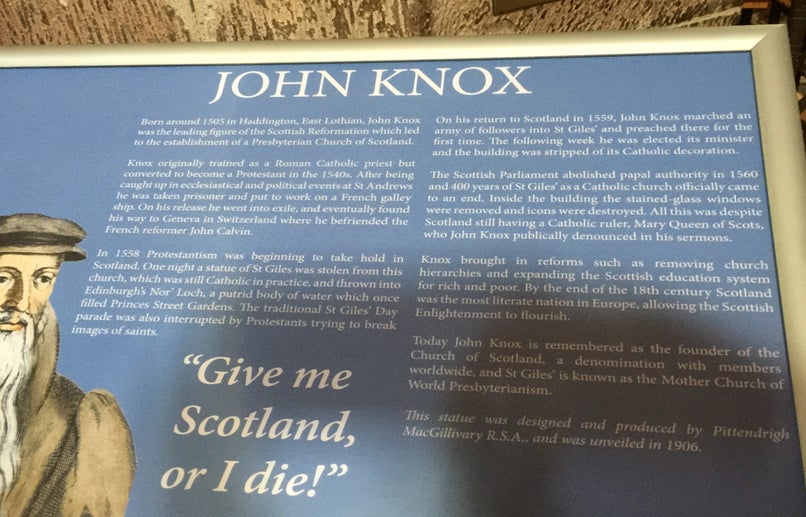 JOHN KNOX
Born around 1505 in Haddington, East Lothian, John Knox
was the leading figure of the Scottish Reformation which led
to the establishment of a Presbyterian Church of Scotland.
Knox originally trained as a Roman Catholic priest but
converted to become a Protestant in the 1540s. After being
caught up in ecclesiastical and political events at St Andrews
he was taken prisoner and put to work on a French galley
ship. On his release he went into exile, and eventually found
his way to Geneva in Switzerland where he befriended the
French reformer John Calvin.
In 1558 Protestantism was beginning to take hold in
Scotland. One night a statue of St Giles was stolen from this
church, which was still Catholic in practice, and thrown into
Edinburgh's Nor' Loch, a putrid body of water which once
filled Princes Street Gardens. The traditional St Giles' Day
parade was also interrupted by Protestants trying to break
images of saints.
"Give me
Scotland,
or I die!"
On his return to Scotland in 1559, John Knox marched an
army of followers into St Giles' and preached there for the
first time. The following week he was elected its minister
and the building was stripped of its Catholic decoration.
The Scottish Parliament abolished papal authority in 1560
and 400 years of St Giles' as a Catholic church officially came
to an end. Inside the building the stained-glass windows
were removed and icons were destroyed. All this was despite
Scotland still having a Catholic ruler, Mary Queen of Scots,
who John Knox publically denounced in his sermons.
Knox brought in reforms such as removing church
hierarchies and expanding the Scottish education system
for rich and poor. By the end of the 18th century Scotland
was the most literate nation in Europe, allowing the Scottish
Enlightenment to flourish.
Today John Knox is remembered as the founder of the
Church of Scotland, a denomination with members
worldwide, and St Giles' is known as the Mother Church of
World Presbyterianism.
This statue was designed and produced by Pittendrigh
MacGillivary R.S.A., and was unveiled in 1906.